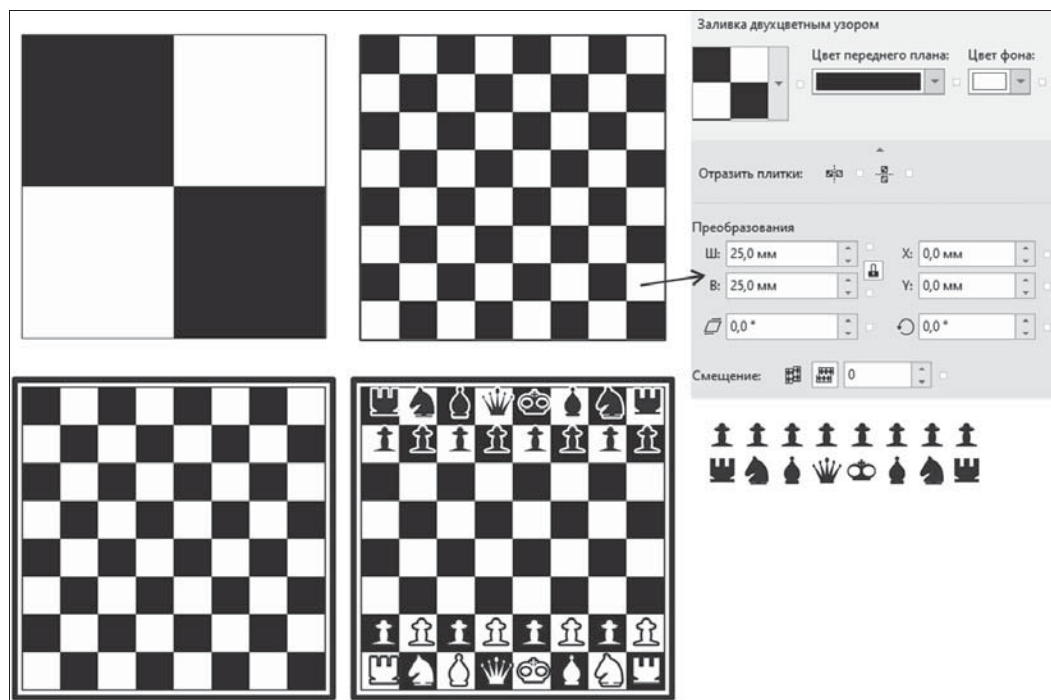 Заливка двухцветным узором
Цвет переднего плана: Цвет фона:
Отразить плитки:
Преобразования
Ш: 25,0 мм X: 0,0 мм
В: 25,0 мм Y: 0,0 мм
0,0 ° 0,0 °
Смещение: 0